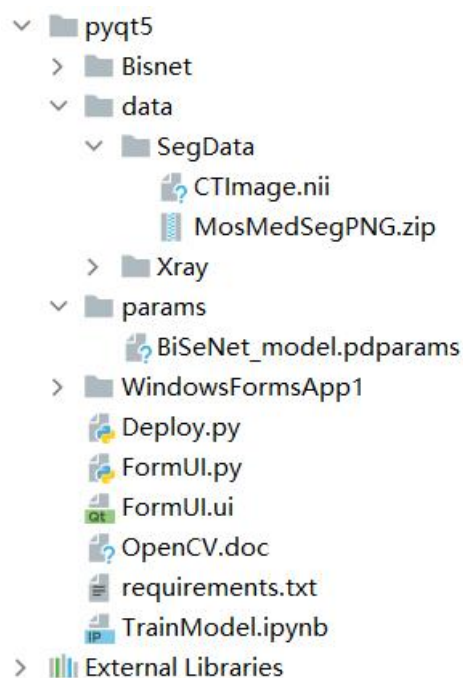 pyqt5
Bisnet
data
SegData
CTImage.nii
MosMedSegPNG.zip
Xray
params
BiSeNet_model.pdparams
WindowsFormsApp1
Deploy.py
FormUI.py
FormUI.ui
OpenCV.doc
requirements.txt
TrainModel.ipynb
External Libraries